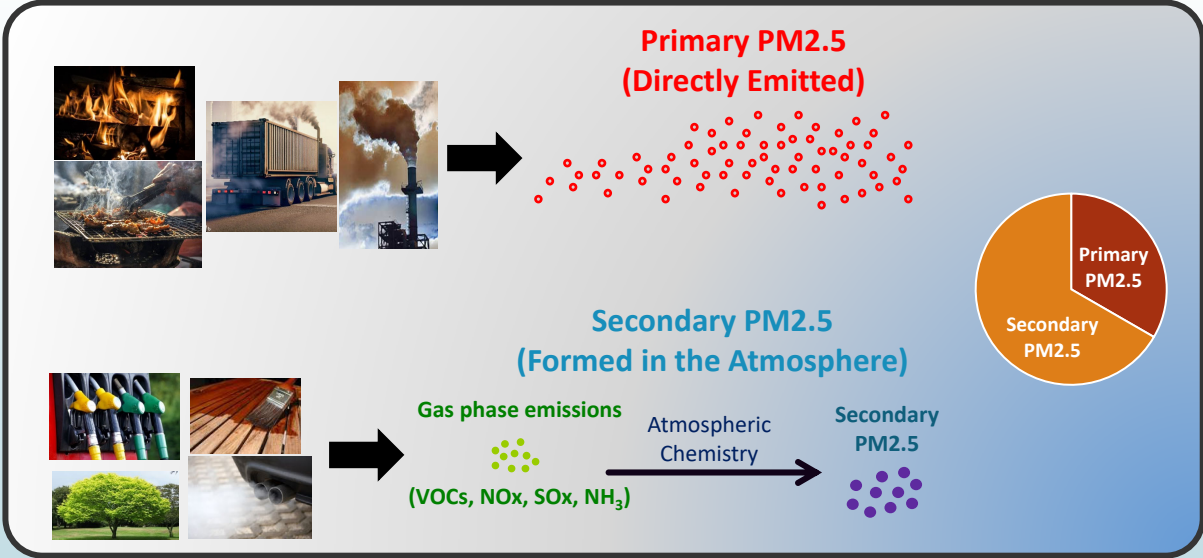 Primary PM2.5
(Directly Emitted)
Primary
PM2.5
Secondary
PM2.5
Secondary PM2.5
(Formed in the Atmosphere)
Gas phase emissions
(VOCs, NOx, SOx, NH₃)
Atmospheric
Chemistry
Secondary
PM2.5